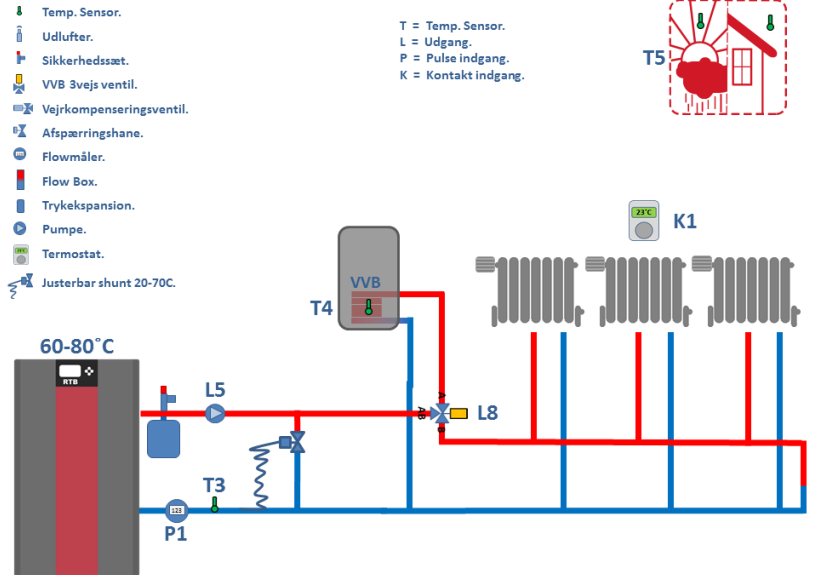 Temp. Sensor.
Udlufter.
Sikkerhedssæt.
VVB 3vejs ventil.
Vejrkompenseringsventil.
Afspærringshane.
Flowmåler.
Flow Box.
Trykekspansion.
Pumpe.
Termostat.
Justerbar shunt 20-70C.
T = Temp. Sensor.
L = Udgang.
P = Pulse indgang.
K = Kontakt indgang.
T5
23°C
K1
VVB
T4
60-80°C
RTB
L5
A
AB
B
L8
T3
123
P1